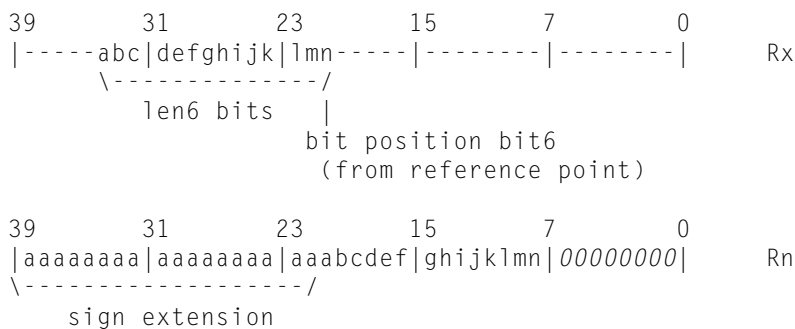 39 31 23 15 7 0
|-----abc|defghijk|lmn-----|--------|--------| Rx
\--------------/
len6 bits |
bit position bit6
(from reference point)
39 31 23 15 7 0
|aaaaaaaa|aaaaaaaa|aaabcdef|ghijklmn|00000000| Rn
\-------------------/
sign extension